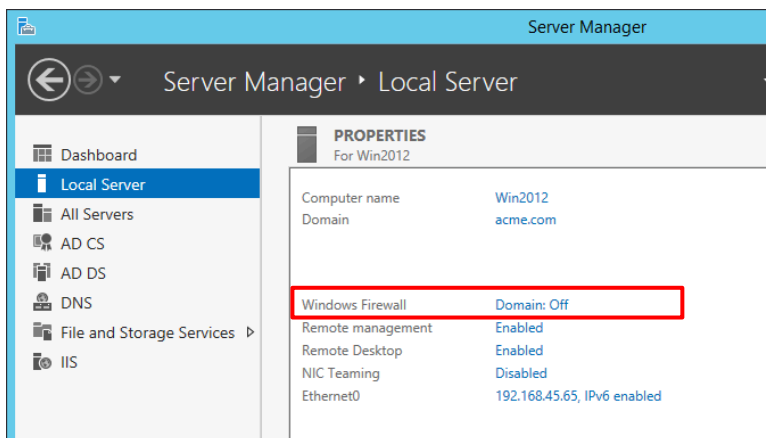 Server Manager
Server Manager ‣ Local Server
Dashboard
Local Server
All Servers
AD CS
AD DS
DNS
File and Storage Services
IIS
PROPERTIES
For Win2012
Computer name Win2012
Domain acme.com
Windows Firewall Domain: Off
Remote management Enabled
Remote Desktop Enabled
NIC Teaming Disabled
Ethernet0 192.168.45.65, IPv6 enabled